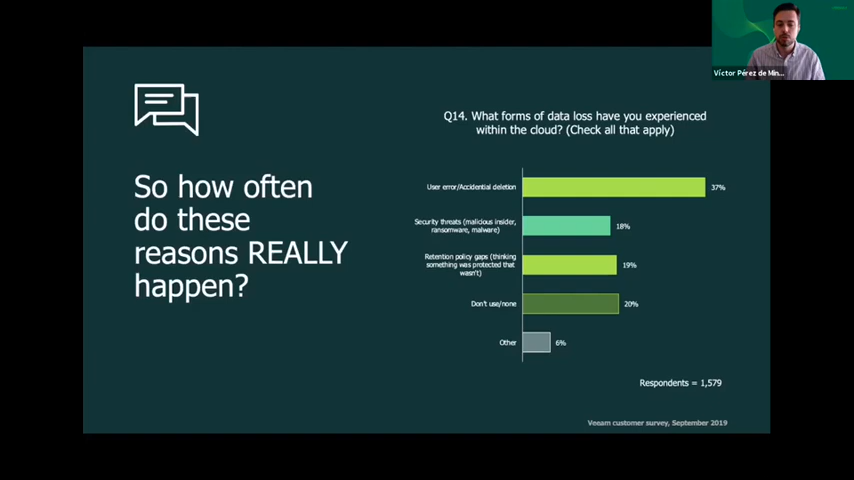 Víctor Pérez de Min...
Q14. What forms of data loss have you experienced
within the cloud? (Check all that apply)
So how often
do these
reasons REALLY
happen?
User error/Accidential deletion
37%
Security threats (malicious insider,
ransomware, malware)
18%
Retention policy gaps (thinking
something was protected that
wasn't)
19%
Don't use/none
20%
Other
6%
Respondents = 1,579
Veeam customer survey, September 2019